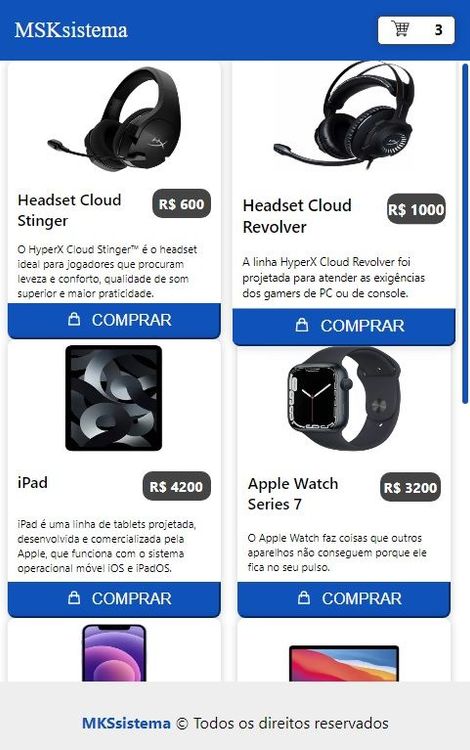 MSKsistema
3
Headset Cloud
Stinger
R$ 600
O HyperX Cloud Stinger™ é o headset
ideal para jogadores que procuram
leveza e conforto, qualidade de som
superior e maior praticidade.
COMPRAR
Headset Cloud
Revolver
R$ 1000
A linha HyperX Cloud Revolver foi
projetada para atender as exigências
dos gamers de PC ou de console.
COMPRAR
iPad
R$ 4200
iPad é uma linha de tablets projetada,
desenvolvida e comercializada pela
Apple, que funciona com o sistema
operacional móvel iOS e iPadOS.
COMPRAR
Apple Watch
Series 7
R$ 3200
O Apple Watch faz coisas que outros
aparelhos não conseguem porque ele
fica no seu pulso.
COMPRAR
MKSsistema © Todos os direitos reservados